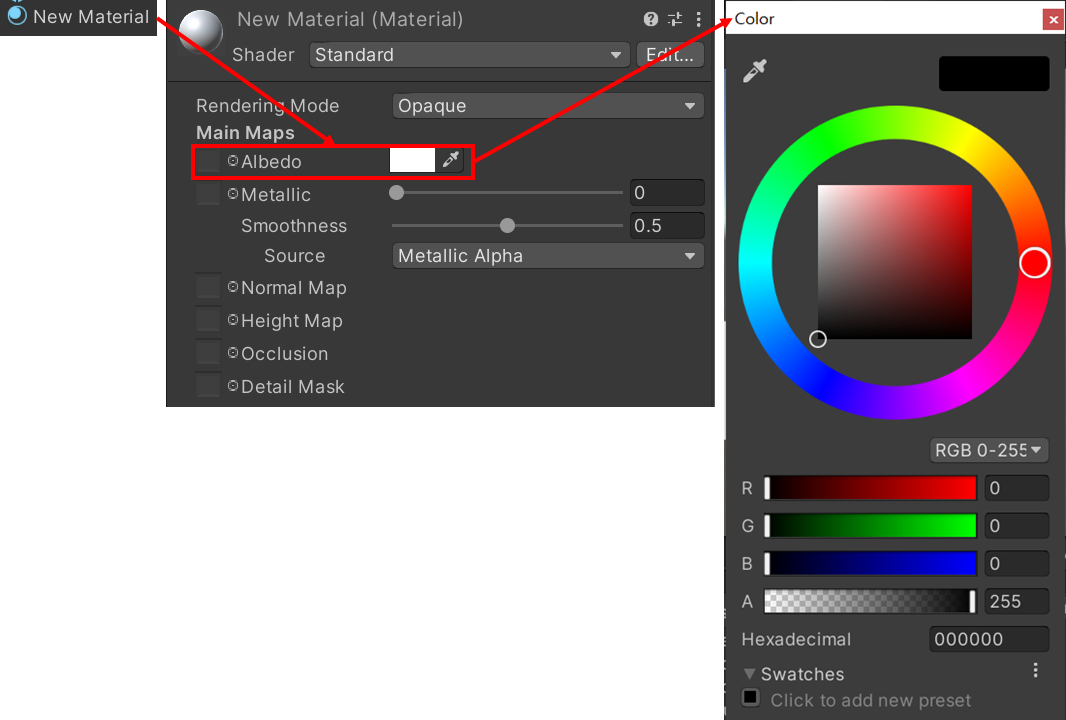 New Material
New Material (Material)
Shader Standard Edit...
Rendering Mode Opaque
Main Maps
Albedo
Metallic 0
Smoothness 0.5
Source Metallic Alpha
Normal Map
Height Map
Occlusion
Detail Mask
Color
RGB 0-255
R 0
G 0
B 0
A 255
Hexadecimal 000000
Swatches
Click to add new preset